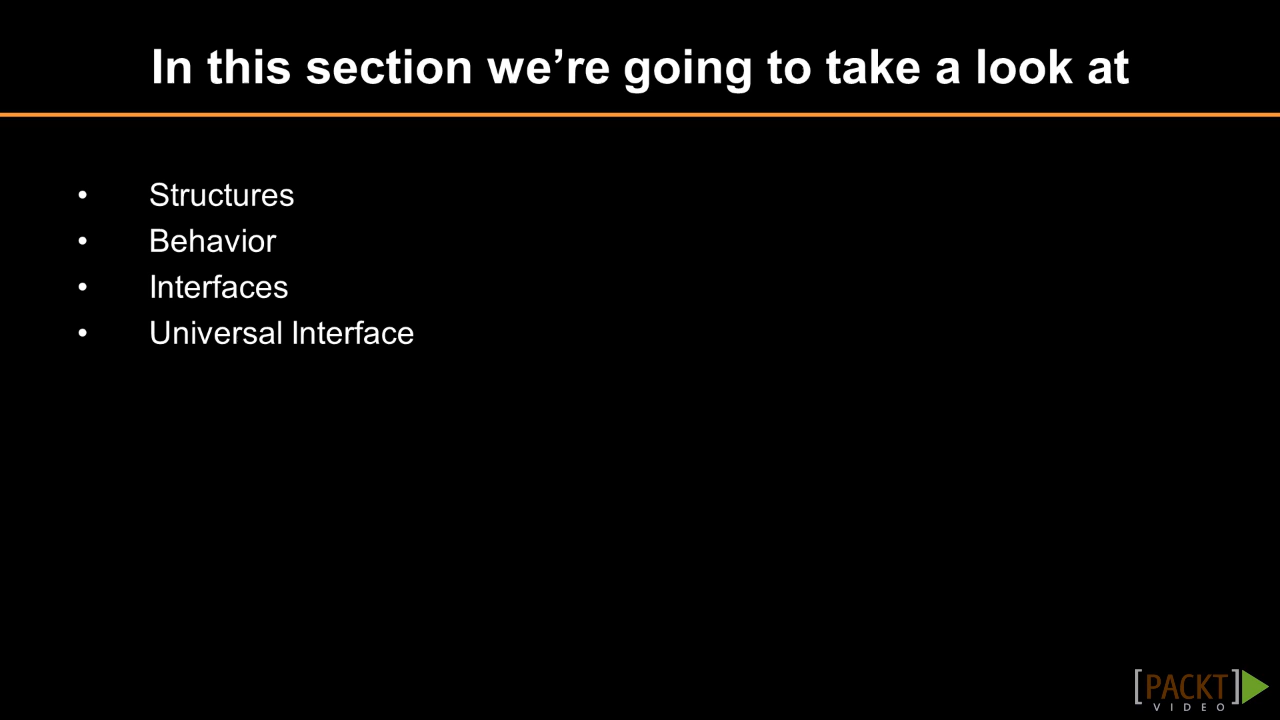 In this section we’re going to take a look at
• Structures
• Behavior
• Interfaces
• Universal Interface
[PACKT]
VIDEO